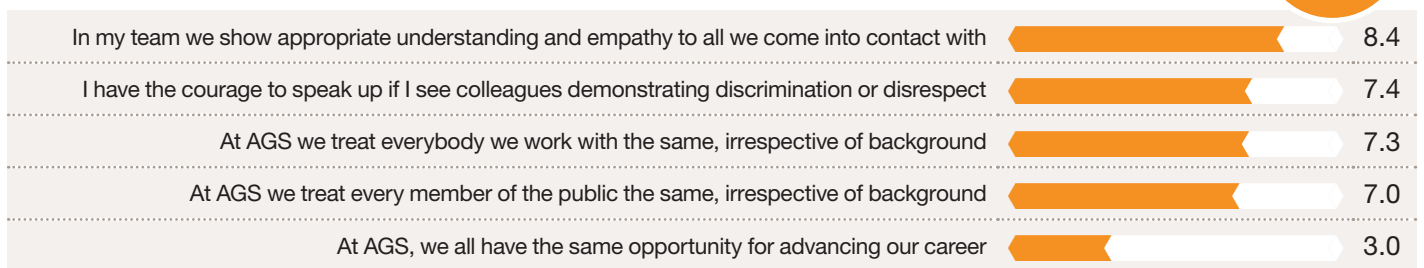 In my team we show appropriate understanding and empathy to all we come into contact with 8.4
I have the courage to speak up if I see colleagues demonstrating discrimination or disrespect 7.4
At AGS we treat everybody we work with the same, irrespective of background 7.3
At AGS we treat every member of the public the same, irrespective of background 7.0
At AGS, we all have the same opportunity for advancing our career 3.0